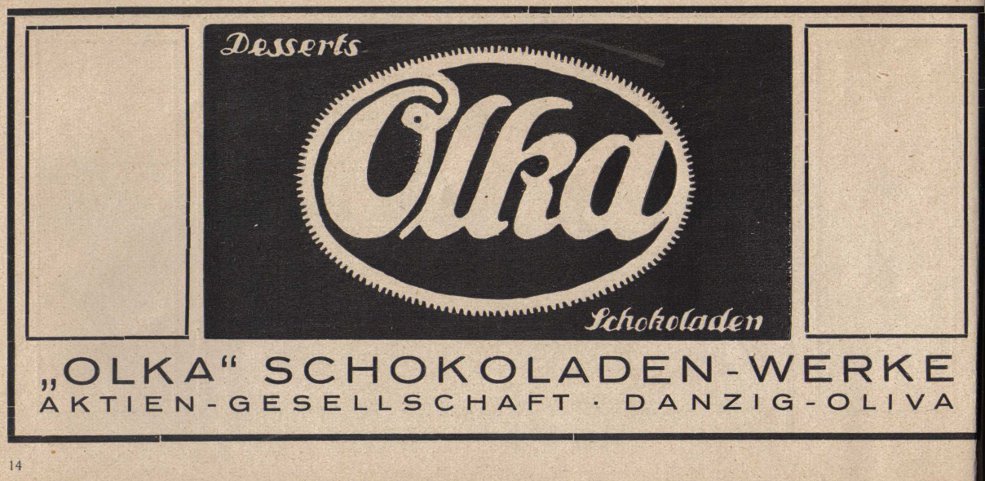 Desserts
Olka
Schokoladen
„OLKA“ SCHOKOLADEN-WERKE
AKTIEN-GESELLSCHAFT · DANZIG-OLIVA
14